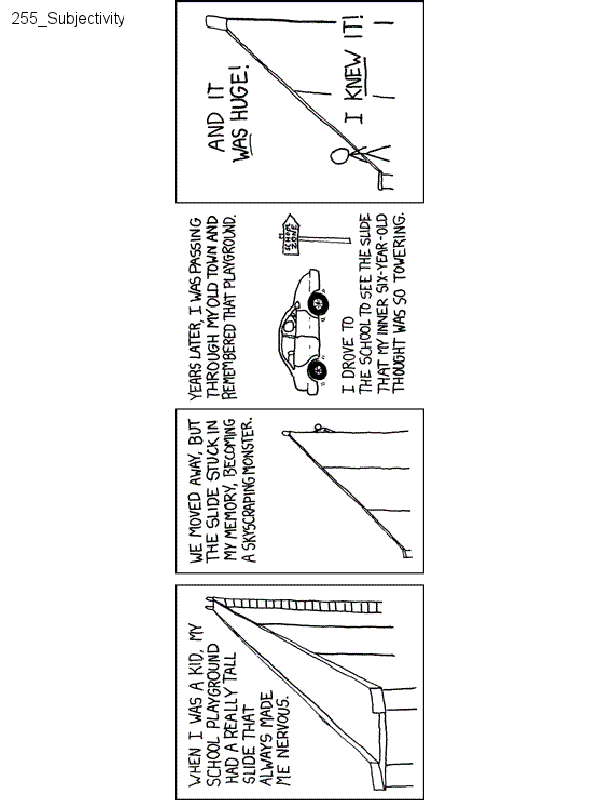 255_Subjectivity
WHEN I WAS A KID, MY
SCHOOL PLAYGROUND
HAD A REALLY TALL
SLIDE THAT
ALWAYS MADE
ME NERVOUS.
WE MOVED AWAY, BUT
THE SLIDE STUCK IN
MY MEMORY, BECOMING
A SKYSCRAPING MONSTER.
YEARS LATER, I WAS PASSING
THROUGH MY OLD TOWN AND
REMEMBERED THAT PLAYGROUND.
SCHOOL
ZONE
I DROVE TO
THE SCHOOL TO SEE THE SLIDE
THAT MY INNER SIX-YEAR-OLD
THOUGHT WAS SO TOWERING.
AND IT
WAS HUGE!
I KNEW IT!